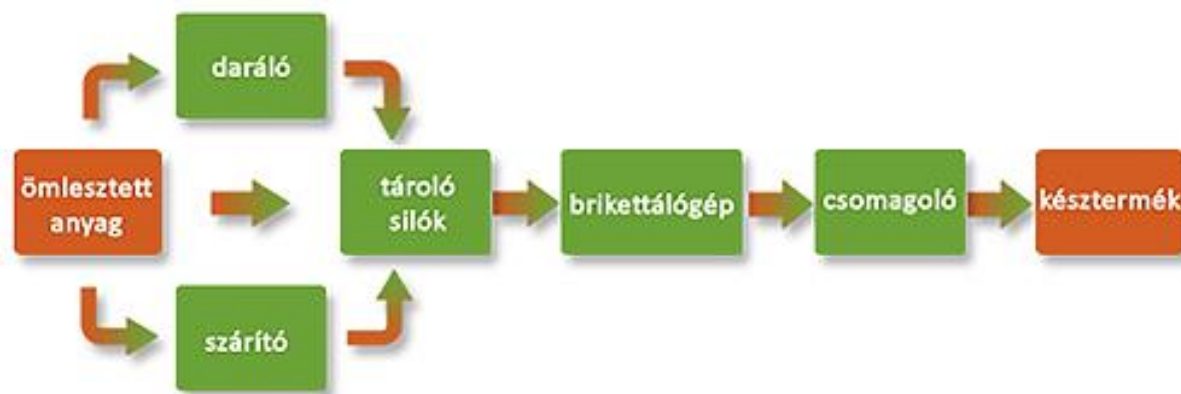 daráló
ömlesztett
anyag
tároló
silók
brikettálógép
csomagoló
késztermék
szárító